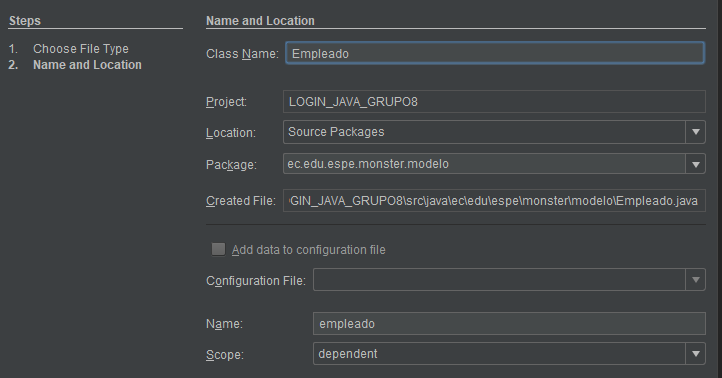 Steps
1. Choose File Type
2. Name and Location
Name and Location
Class Name: Empleado
Project: LOGIN_JAVA_GRUPO8
Location: Source Packages
Package: ec.edu.espe.monster.modelo
Created File: GIN_JAVA_GRUPO8\src\java\ec\edu\espe\monster\modelo\Empleado.java
Add data to configuration file
Configuration File:
Name: empleado
Scope: dependent